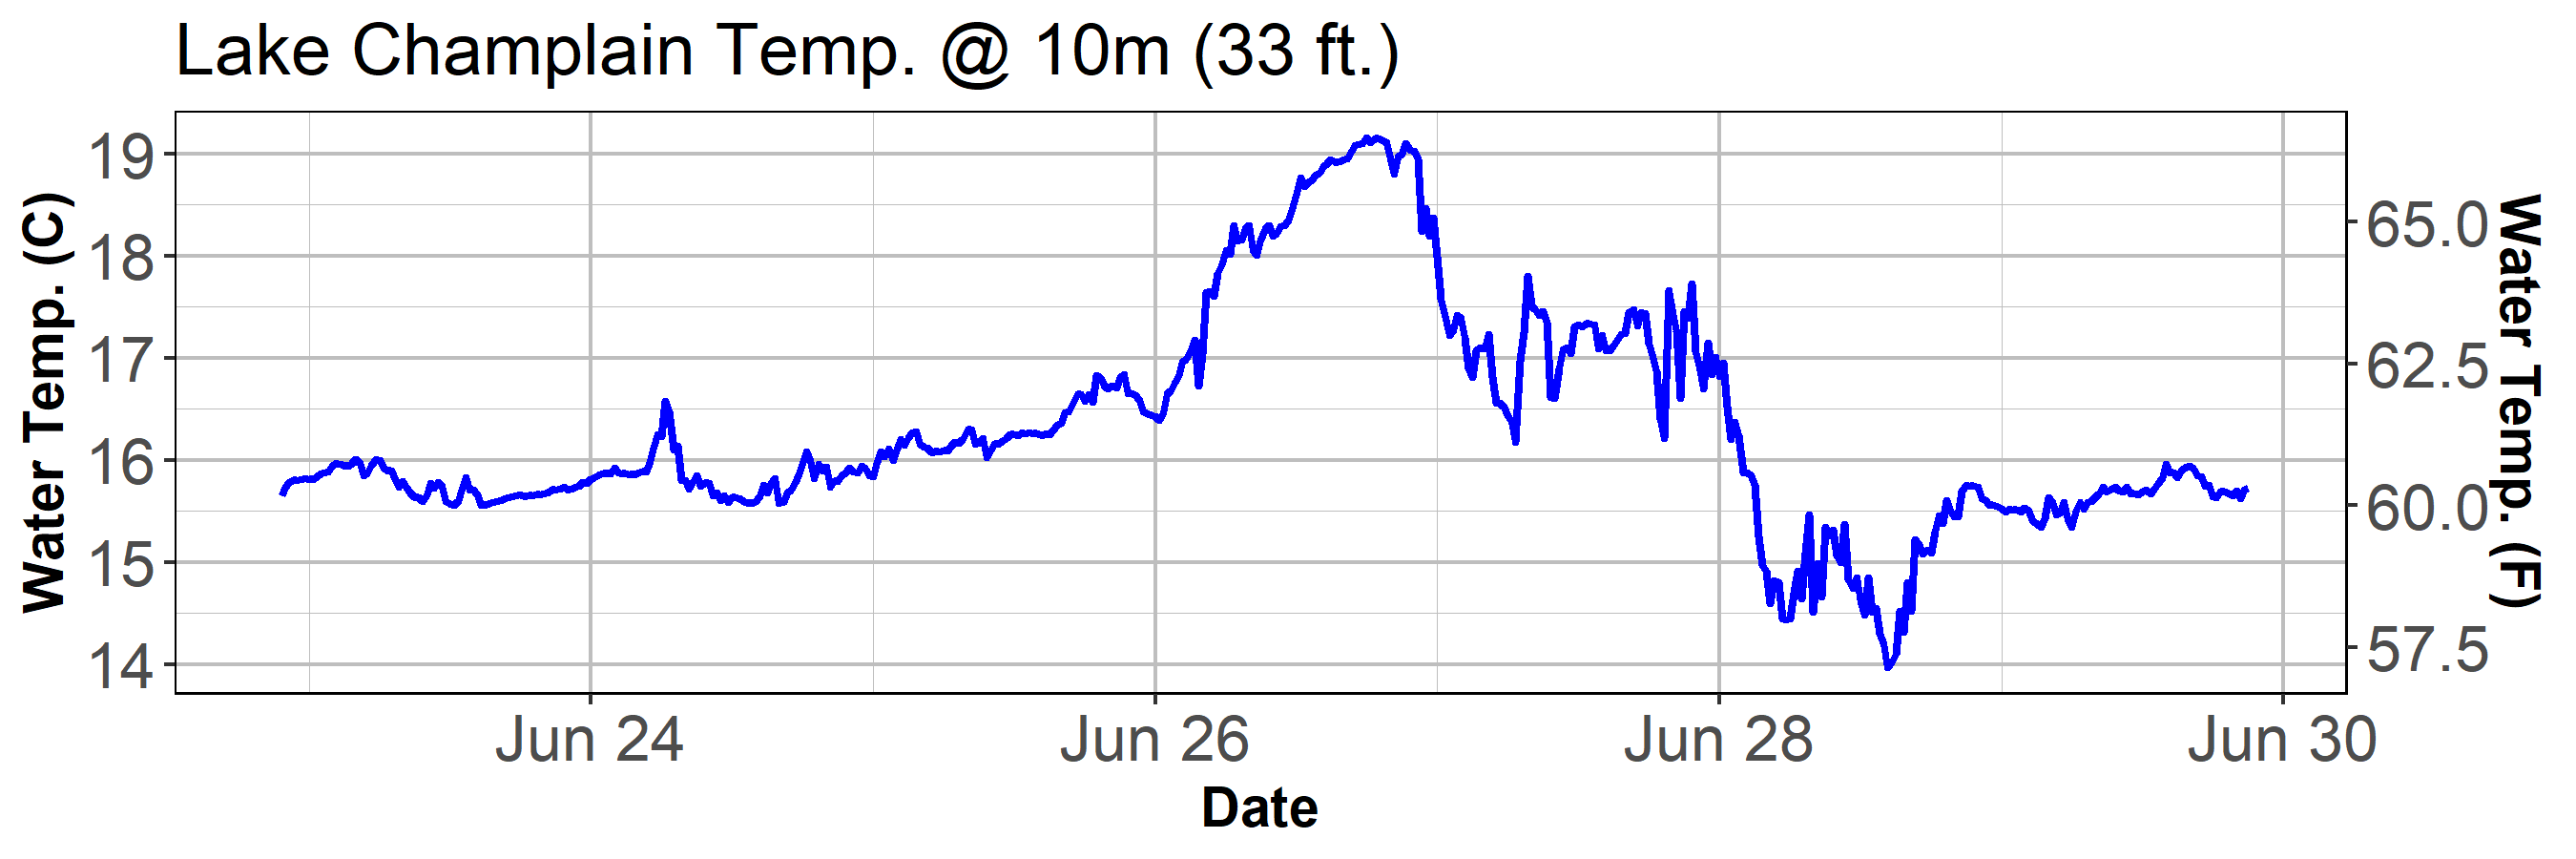 Lake Champlain Temp. @ 10m (33 ft.)
Water Temp. (C)
19
18
17
16
15
14
65.0
62.5
60.0
57.5
Water Temp. (F)
Jun 24
Jun 26
Jun 28
Jun 30
Date